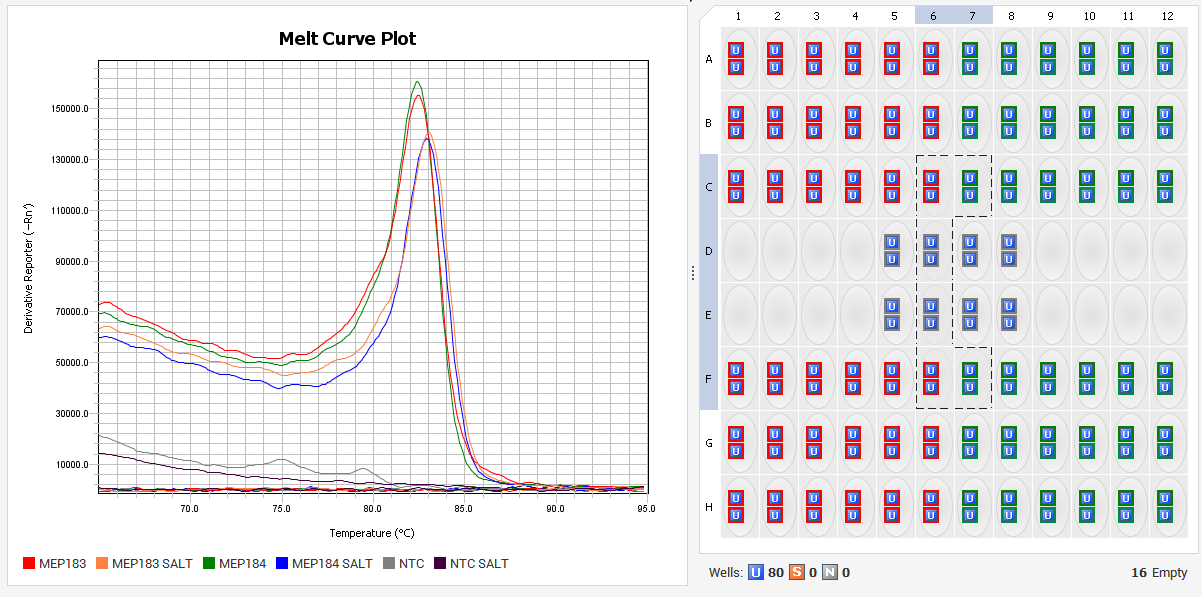 Melt Curve Plot
Derivative Reporter (−Rn')
150000.0
130000.0
110000.0
90000.0
70000.0
50000.0
30000.0
10000.0
70.0 75.0 80.0 85.0 90.0 95.0
Temperature (°C)
MEP183 MEP183 SALT MEP184 MEP184 SALT NTC NTC SALT
1 2 3 4 5 6 7 8 9 10 11 12
A U U U U U U U U U U U U
U U U U U U U U U U U U
B U U U U U U U U U U U U
U U U U U U U U U U U U
C U U U U U U U U U U U U
U U U U U U U U U U U U
D U U U U
U U U U
E U U U U
U U U U
F U U U U U U U U U U U U
U U U U U U U U U U U U
G U U U U U U U U U U U U
U U U U U U U U U U U U
H U U U U U U U U U U U U
U U U U U U U U U U U U
Wells: U 80 S 0 N 0 16 Empty